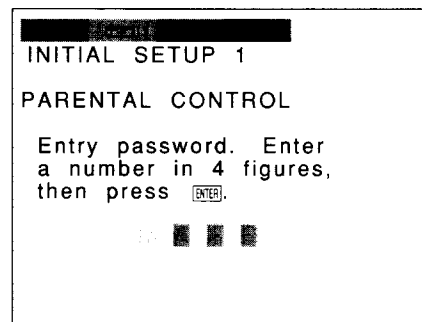 INITIAL SETUP 1
PARENTAL CONTROL
Entry password. Enter
a number in 4 figures,
then press ENTER.